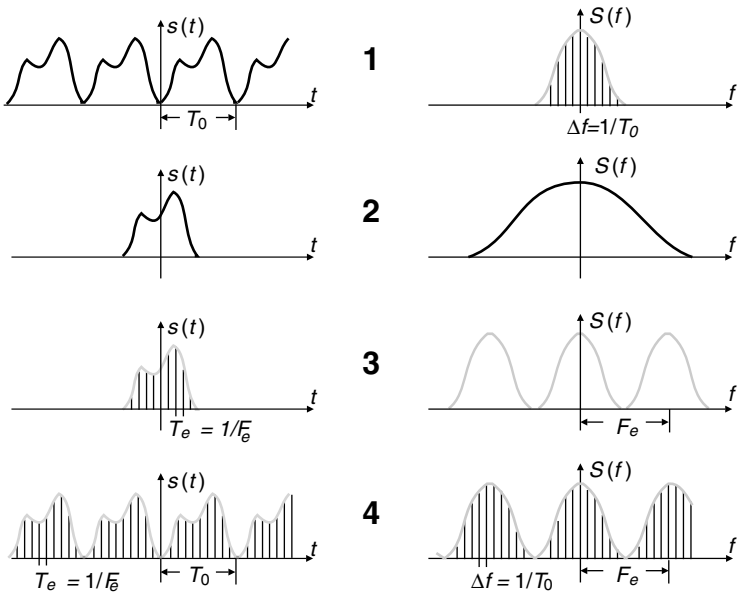 s(t)
t
T₀
1
S(f)
f
Δf=1/T₀
s(t)
t
2
S(f)
f
s(t)
t
Tₑ = 1/Fₑ
3
S(f)
f
Fₑ
s(t)
t
Tₑ = 1/Fₑ
T₀
4
S(f)
f
Δf = 1/T₀
Fₑ